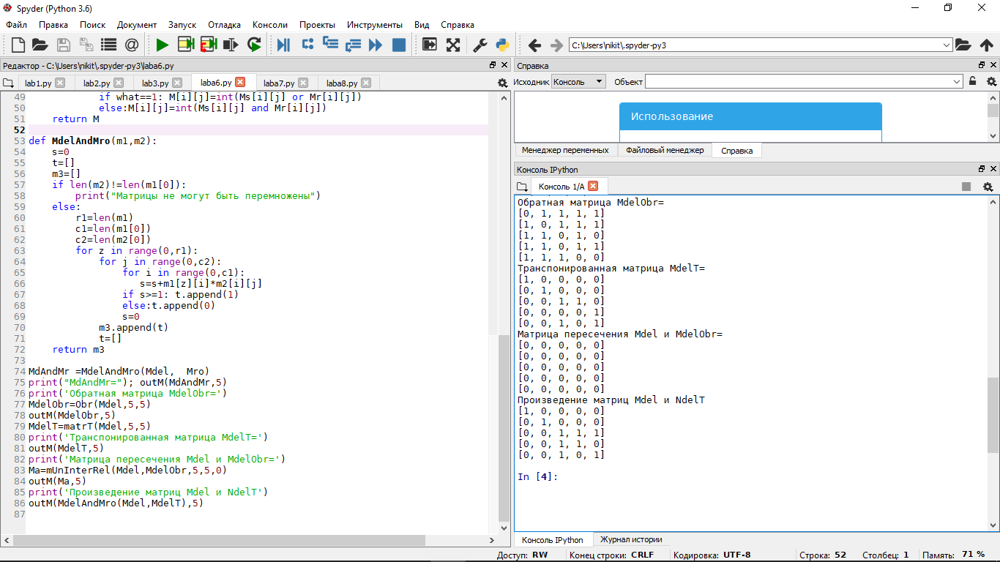 Spyder (Python 3.6)
Файл Правка Поиск Документ Запуск Отладка Консоли Проекты Инструменты Вид Справка
C:\Users\nikit\.spyder-py3
Редактор - C:\Users\nikit\.spyder-py3\laba6.py
lab1.py lab2.py lab3.py laba6.py laba7.py laba8.py
49 if what==1: M[i][j]=int(Ms[i][j] or Mr[i][j])
50 else:M[i][j]=int(Ms[i][j] and Mr[i][j])
51 return M
52
53 def MdelAndMro(m1,m2):
54 s=0
55 t=[]
56 m3=[]
57 if len(m2)!=len(m1[0]):
58 print("Матрицы не могут быть перемножены")
59 else:
60 r1=len(m1)
61 c1=len(m1[0])
62 c2=len(m2[0])
63 for z in range(0,r1):
64 for j in range(0,c2):
65 for i in range(0,c1):
66 s=s+m1[z][i]*m2[i][j]
67 if s>=1: t.append(1)
68 else:t.append(0)
69 s=0
70 m3.append(t)
71 t=[]
72 return m3
73
74 MdAndMr =MdelAndMro(Mdel,  Mro)
75 print("MdAndMr="); outM(MdAndMr,5)
76 print('Обратная матрица MdelObr=')
77 MdelObr=Obr(Mdel,5,5)
78 outM(MdelObr,5)
79 MdelT=matrT(Mdel,5,5)
80 print('Транспонированная матрица MdelT=')
81 outM(MdelT,5)
82 print('Матрица пересечения Mdel и MdelObr=')
83 Ma=mUnInterRel(Mdel,MdelObr,5,5,0)
84 outM(Ma,5)
85 print('Произведение матриц Mdel и NdelT')
86 outM(MdelAndMro(Mdel,MdelT),5)
87
Справка
Исходник Консоль Объект
Использование
Менеджер переменных Файловый менеджер Справка
Консоль IPython
Консоль 1/A
Обратная матрица MdelObr=
[0, 1, 1, 1, 1]
[1, 0, 1, 1, 1]
[1, 1, 0, 1, 0]
[1, 1, 0, 1, 1]
[1, 1, 1, 0, 0]
Транспонированная матрица MdelT=
[1, 0, 0, 0, 0]
[0, 1, 0, 0, 0]
[0, 0, 1, 1, 0]
[0, 0, 0, 0, 1]
[0, 0, 1, 0, 1]
Матрица пересечения Mdel и MdelObr=
[0, 0, 0, 0, 0]
[0, 0, 0, 0, 0]
[0, 0, 0, 0, 0]
[0, 0, 0, 0, 0]
[0, 0, 0, 0, 0]
Произведение матриц Mdel и NdelT
[1, 0, 0, 0, 0]
[0, 1, 0, 0, 0]
[0, 0, 1, 1, 1]
[0, 0, 1, 1, 0]
[0, 0, 1, 0, 1]
In [4]:
Консоль IPython Журнал истории
Доступ: RW Конец строки: CRLF Кодировка: UTF-8 Строка: 52 Столбец: 1 Память: 71 %